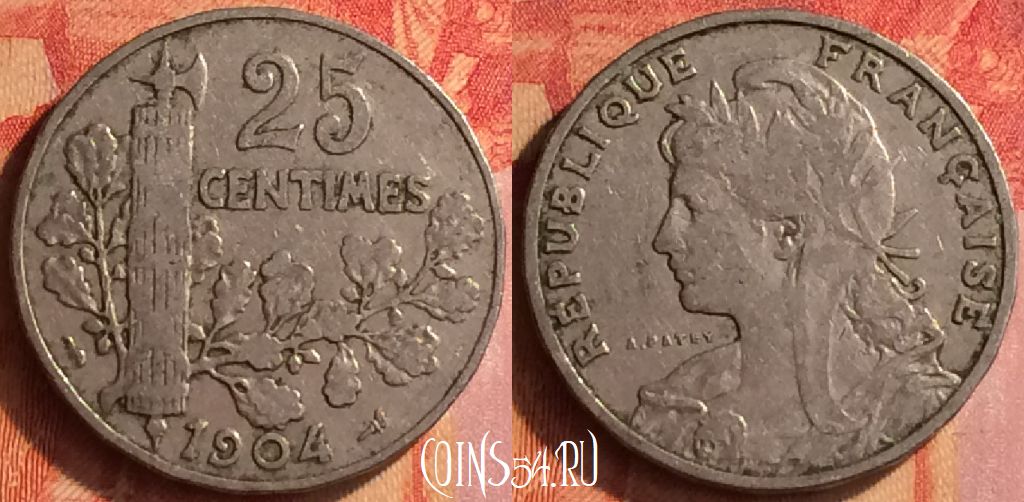 25
CENTIMES
1904
REPUBLIQUE FRANÇAISE
A. PATEY
COINS54.RU